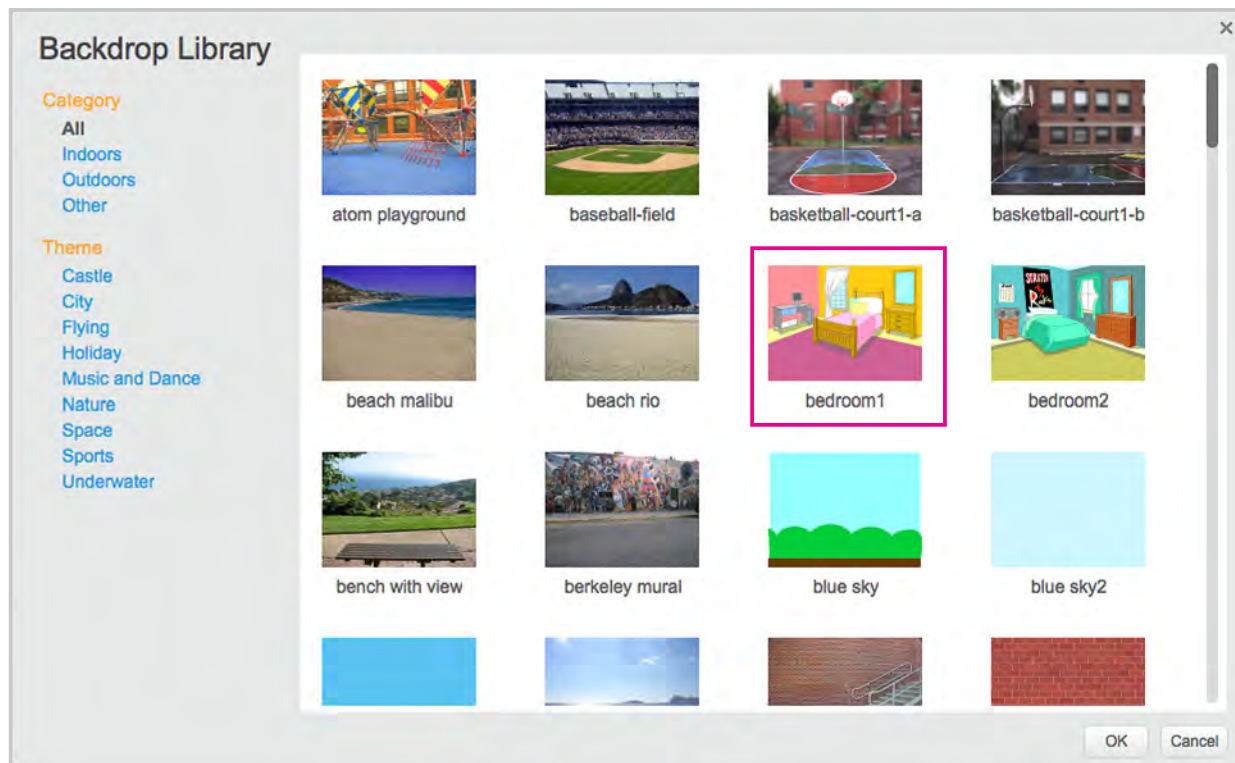 Backdrop Library
×
Category
All
Indoors
Outdoors
Other
Theme
Castle
City
Flying
Holiday
Music and Dance
Nature
Space
Sports
Underwater
atom playground
baseball-field
basketball-court1-a
basketball-court1-b
beach malibu
beach rio
bedroom1
bedroom2
bench with view
berkeley mural
blue sky
blue sky2
OK
Cancel